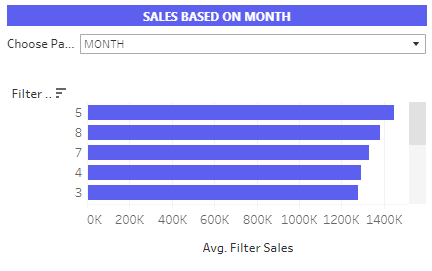 SALES BASED ON MONTH
Choose Pa... MONTH
Filter ..
5
8
7
4
3
0K 200K 400K 600K 800K 1000K 1200K 1400K
Avg. Filter Sales